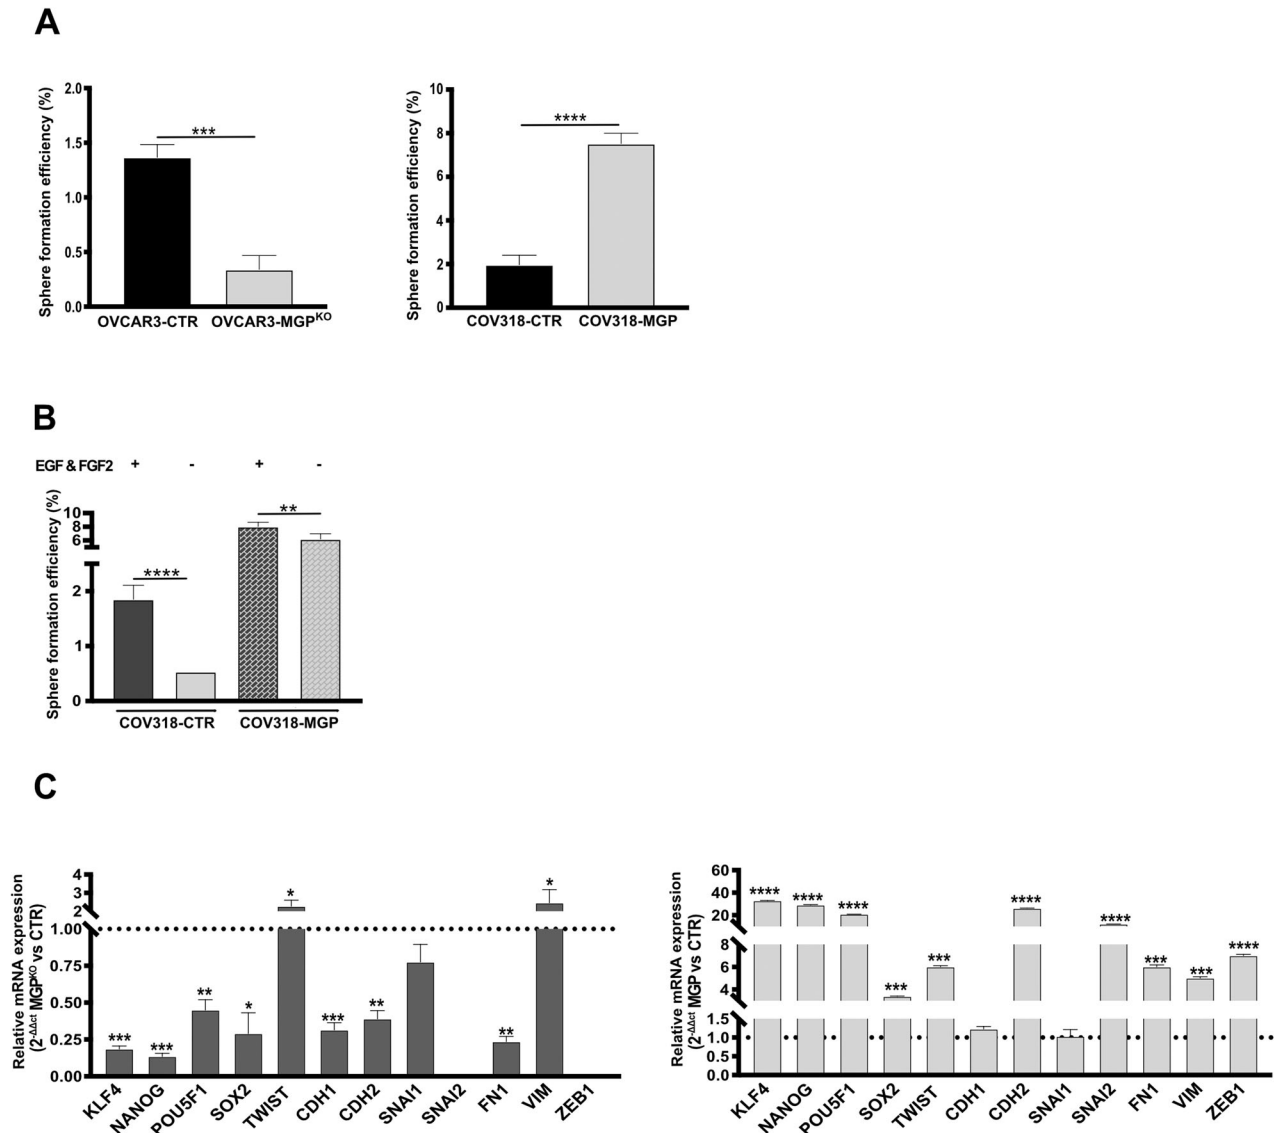 A
Sphere formation efficiency (%)
2.0
1.5
1.0
0.5
0.0
***
OVCAR3-CTR OVCAR3-MGPKO
Sphere formation efficiency (%)
10
8
6
4
2
0
****
COV318-CTR COV318-MGP
B
EGF & FGF2 + - + -
Sphere formation efficiency (%)
10
8
6
2
1
0
****
**
COV318-CTR COV318-MGP
C
Relative mRNA expression
(2-ΔΔct MGPKO vs CTR)
4
3
2
1.00
0.75
0.50
0.25
0.00
*** *** ** * * *** ** ** *
KLF4 NANOG POU5F1 SOX2 TWIST CDH1 CDH2 SNAI1 SNAI2 FN1 VIM ZEB1
Relative mRNA expression
(2-ΔΔct MGP vs CTR)
60
40
20
8
6
4
1.5
1.0
0.5
0.0
**** **** **** *** *** **** **** *** *** ****
KLF4 NANOG POU5F1 SOX2 TWIST CDH1 CDH2 SNAI1 SNAI2 FN1 VIM ZEB1